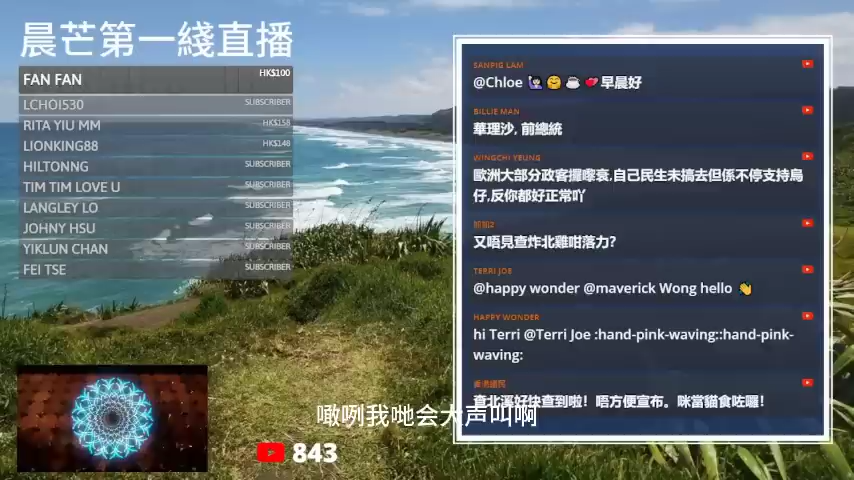 晨芒第一綫直播
FAN FAN HK$100
LCHOI530 SUBSCRIBER
RITA YIU MM HK$158
LIONKING88 HK$148
HILTONNG SUBSCRIBER
TIM TIM LOVE U SUBSCRIBER
LANGLEY LO SUBSCRIBER
JOHNY HSU SUBSCRIBER
YIKLUN CHAN SUBSCRIBER
FEI TSE SUBSCRIBER
SANPIG LAM
@Chloe 🙋🏻‍♀️🤗☕💕早晨好
BILLIE MAN
華理沙, 前總統
WINGCHI YEUNG
歐洲大部分政客攞嚟衰,自己民生未搞去但係不停支持烏
仔,反你都好正常吖
又唔見查炸北雞咁落力?
TERRI JOE
@happy wonder @maverick Wong hello 👋
HAPPY WONDER
hi Terri @Terri Joe :hand-pink-waving::hand-pink-
waving:
香港國民
查北溪好快查到啦！唔方便宣布。咪當貓食咗囉！
噉咧我哋会大声叫啊
843